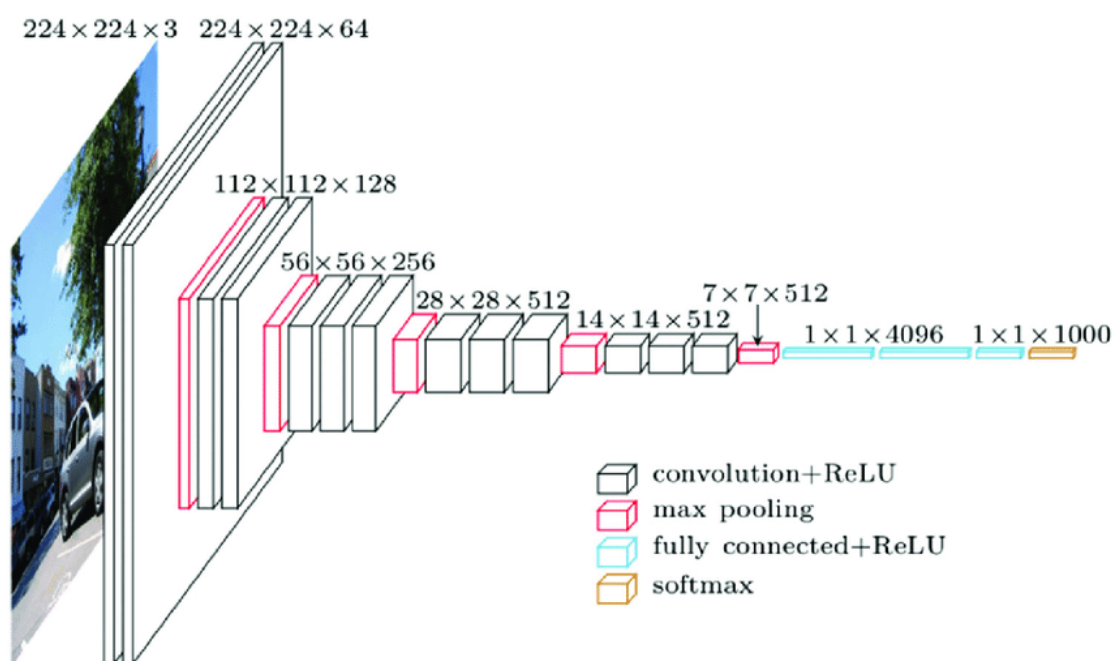 224×224×3
224×224×64
112×112×128
56×56×256
28×28×512
14×14×512
7×7×512
1×1×4096
1×1×1000
convolution+ReLU
max pooling
fully connected+ReLU
softmax